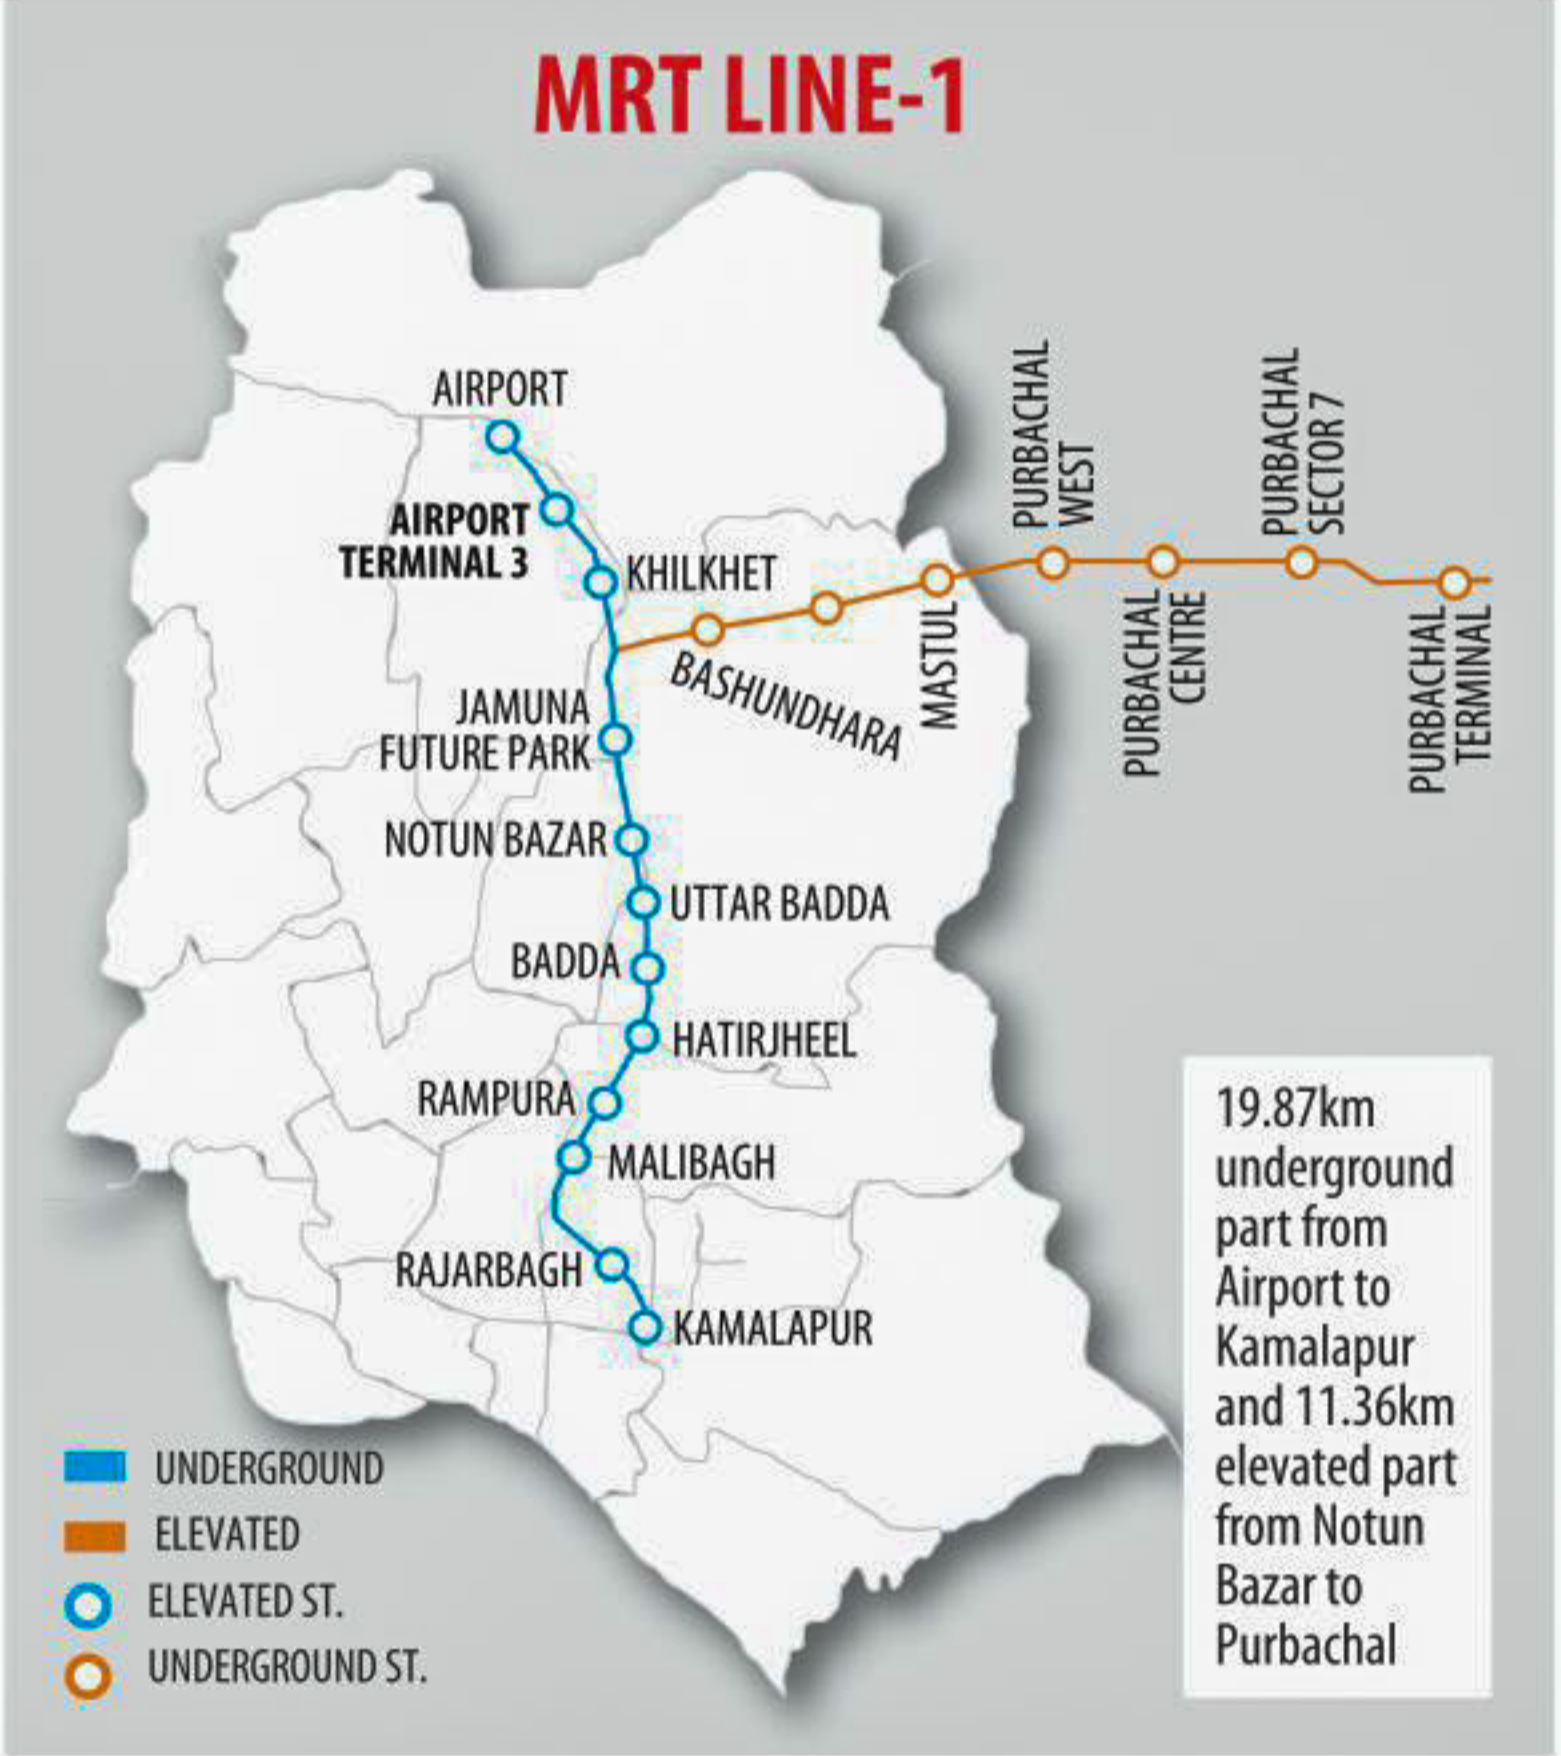 MRT LINE-1
AIRPORT
AIRPORT
TERMINAL 3
KHILKHET
BASHUNDHARA
MASTUL
PURBACHAL
WEST
PURBACHAL
CENTRE
PURBACHAL
SECTOR 7
PURBACHAL
TERMINAL
JAMUNA
FUTURE PARK
NOTUN BAZAR
UTTAR BADDA
BADDA
HATIRJHEEL
RAMPURA
MALIBAGH
RAJARBAGH
KAMALAPUR
19.87km
underground
part from
Airport to
Kamalapur
and 11.36km
elevated part
from Notun
Bazar to
Purbachal
UNDERGROUND
ELEVATED
ELEVATED ST.
UNDERGROUND ST.